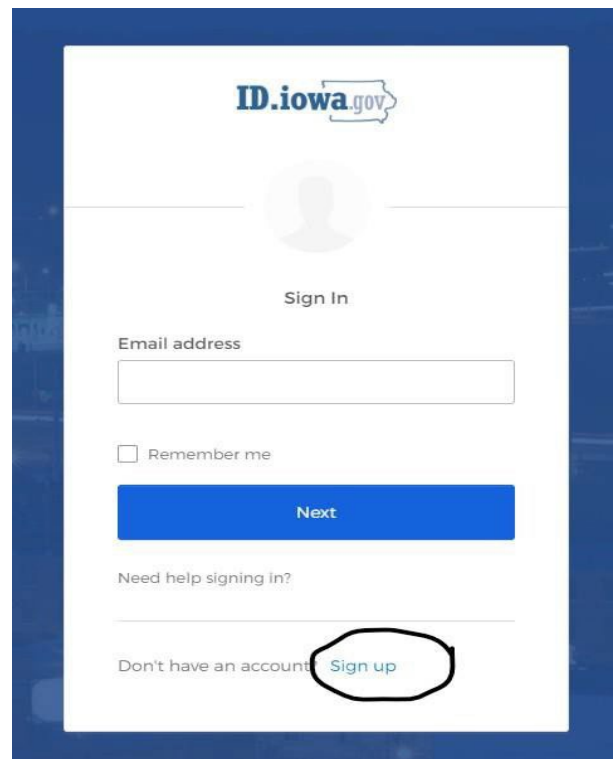 ID.iowa.gov
Sign In
Email address
Remember me
Next
Need help signing in?
Don't have an account? Sign up